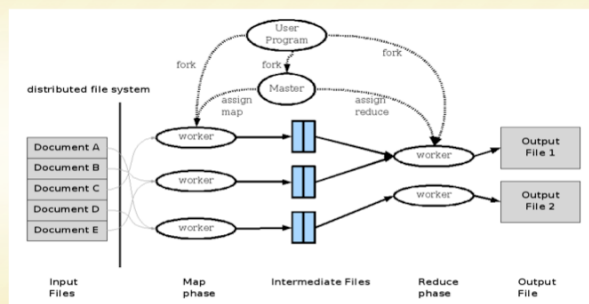 User
Program
fork
fork
fork
Master
distributed file system
assign
map
assign
reduce
worker
worker
worker
worker
worker
Document A
Document B
Document C
Document D
Document E
Output
File 1
Output
File 2
Input
Files
Map
phase
Intermediate Files
Reduce
phase
Output
File